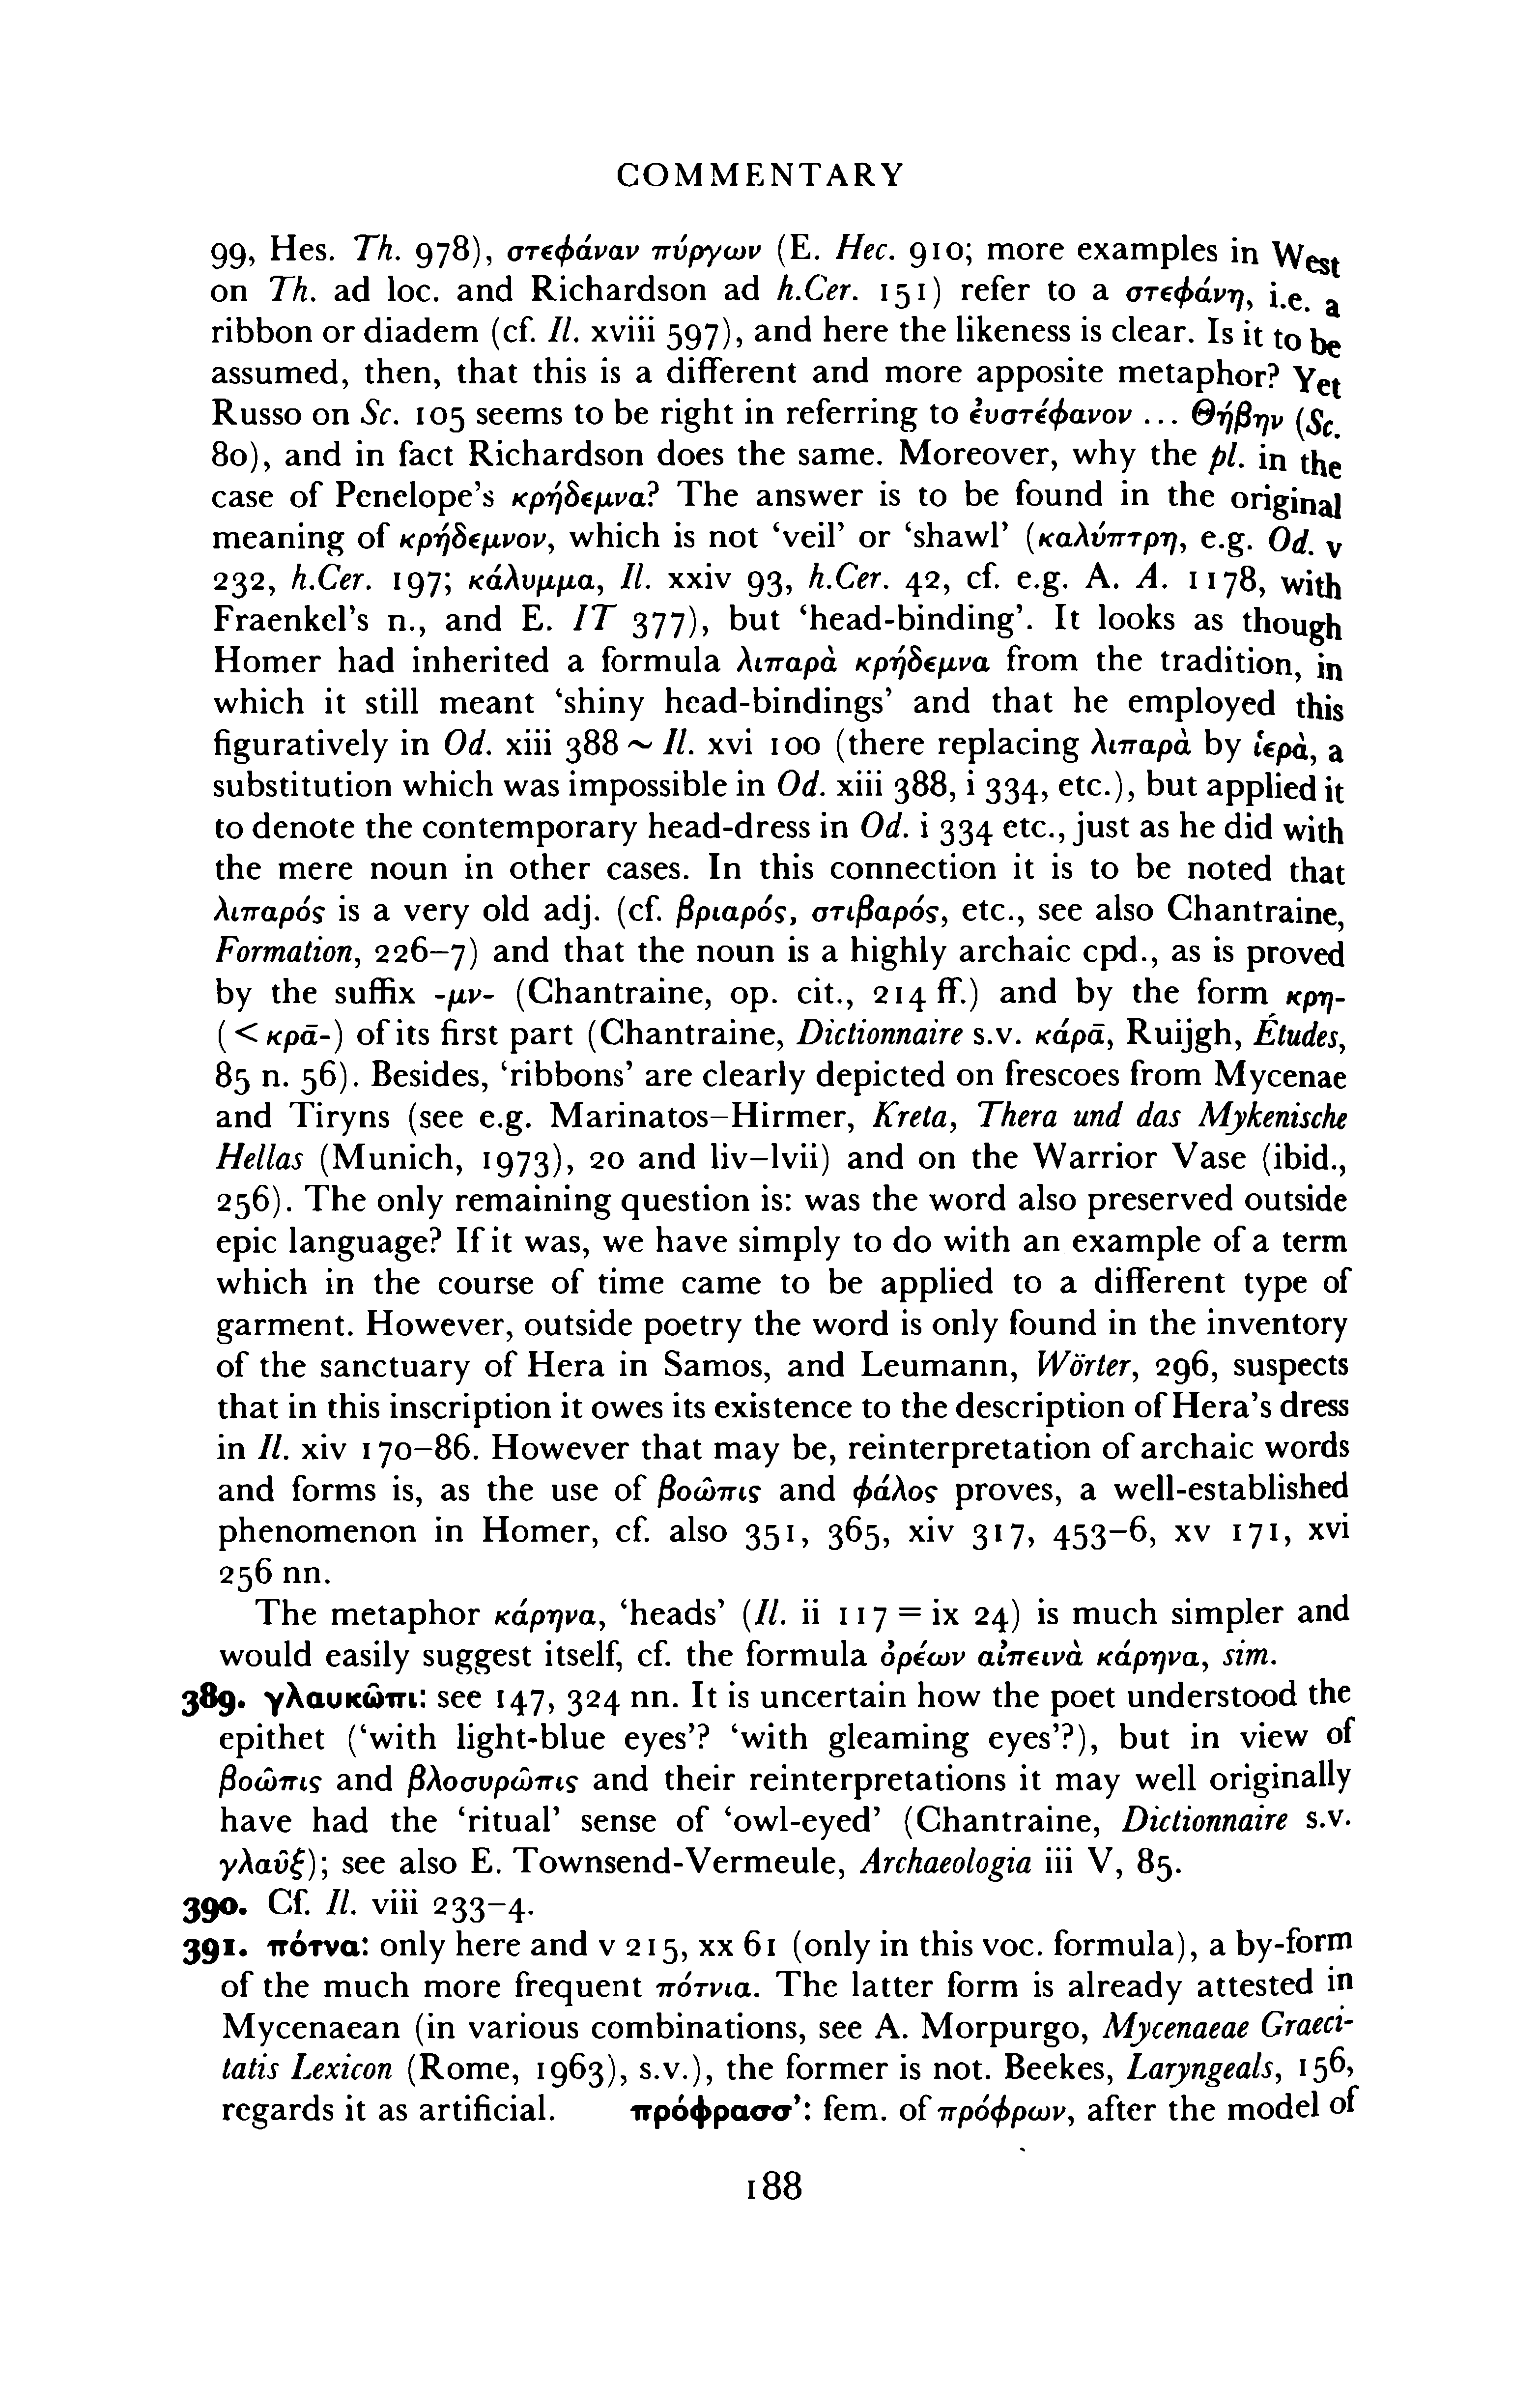 COMMENTARY
99, Hes. Th. 978), στεφάναν πύργων (E. Hec. 910; more examples in West
on Th. ad loc. and Richardson ad h.Cer. 151) refer to a στεφάνη, i.e. a
ribbon or diadem (cf. Il. xviii 597), and here the likeness is clear. Is it to be
assumed, then, that this is a different and more apposite metaphor? Yet
Russo on Sc. 105 seems to be right in referring to ἐυστέφανον ... Θήβην (Sc.
80), and in fact Richardson does the same. Moreover, why the pl. in the
case of Penelope's κρήδεμνα? The answer is to be found in the original
meaning of κρήδεμνον, which is not ‘veil’ or ‘shawl’ (καλύπτρη, e.g. Od. v
232, h.Cer. 197; κάλυμμα, Il. xxiv 93, h.Cer. 42, cf. e.g. A. A. 1178, with
Fraenkel's n., and E. IT 377), but ‘head-binding’. It looks as though
Homer had inherited a formula λιπαρὰ κρήδεμνα from the tradition, in
which it still meant ‘shiny head-bindings’ and that he employed this
figuratively in Od. xiii 388 ~ Il. xvi 100 (there replacing λιπαρὰ by ἱερὰ, a
substitution which was impossible in Od. xiii 388, i 334, etc.), but applied it
to denote the contemporary head-dress in Od. i 334 etc., just as he did with
the mere noun in other cases. In this connection it is to be noted that
λιπαρός is a very old adj. (cf. βριαρός, στιβαρός, etc., see also Chantraine,
Formation, 226–7) and that the noun is a highly archaic cpd., as is proved
by the suffix -μν- (Chantraine, op. cit., 214 ff.) and by the form κρη-
(< κρᾱ-) of its first part (Chantraine, Dictionnaire s.v. κάρᾱ, Ruijgh, Études,
85 n. 56). Besides, ‘ribbons’ are clearly depicted on frescoes from Mycenae
and Tiryns (see e.g. Marinatos–Hirmer, Kreta, Thera und das Mykenische
Hellas (Munich, 1973), 20 and liv–lvii) and on the Warrior Vase (ibid.,
256). The only remaining question is: was the word also preserved outside
epic language? If it was, we have simply to do with an example of a term
which in the course of time came to be applied to a different type of
garment. However, outside poetry the word is only found in the inventory
of the sanctuary of Hera in Samos, and Leumann, Wörter, 296, suspects
that in this inscription it owes its existence to the description of Hera's dress
in Il. xiv 170–86. However that may be, reinterpretation of archaic words
and forms is, as the use of βοῶπις and φάλος proves, a well-established
phenomenon in Homer, cf. also 351, 365, xiv 317, 453–6, xv 171, xvi
256 nn.
The metaphor κάρηνα, ‘heads’ (Il. ii 117 = ix 24) is much simpler and
would easily suggest itself, cf. the formula ὀρέων αἰπεινὰ κάρηνα, sim.
389. γλαυκῶπι: see 147, 324 nn. It is uncertain how the poet understood the
epithet (‘with light-blue eyes’? ‘with gleaming eyes’?), but in view of
βοῶπις and βλοσυρῶπις and their reinterpretations it may well originally
have had the ‘ritual’ sense of ‘owl-eyed’ (Chantraine, Dictionnaire s.v.
γλαῦξ); see also E. Townsend-Vermeule, Archaeologia iii V, 85.
390. Cf. Il. viii 233–4.
391. πότνα: only here and v 215, xx 61 (only in this voc. formula), a by-form
of the much more frequent πότνια. The latter form is already attested in
Mycenaean (in various combinations, see A. Morpurgo, Mycenaeae Graeci-
tatis Lexicon (Rome, 1963), s.v.), the former is not. Beekes, Laryngeals, 156,
regards it as artificial. πρόφρασσ’: fem. of πρόφρων, after the model of
188